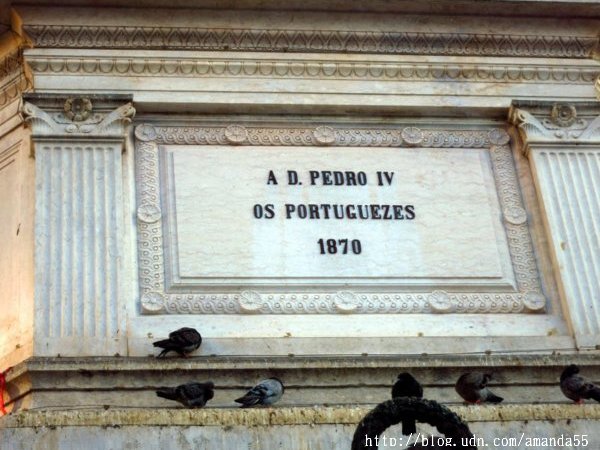 A D. PEDRO IV
OS PORTUGUEZES
1870
http://blog.udn.com/amanda55